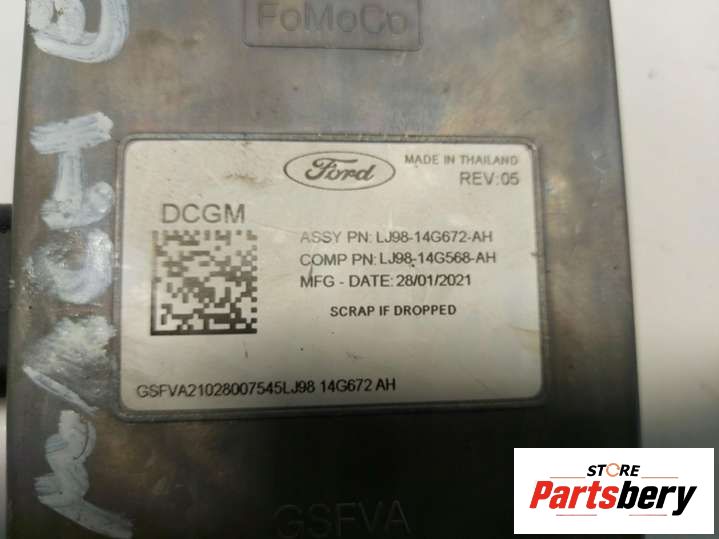 FoMoCo
Ford
MADE IN THAILAND
REV:05
DCGM
ASSY PN: LJ98-14G672-AH
COMP PN: LJ98-14G568-AH
MFG - DATE: 28/01/2021
SCRAP IF DROPPED
GSFVA21028007545LJ98 14G672 AH
GSFVA
STORE
Partsbery